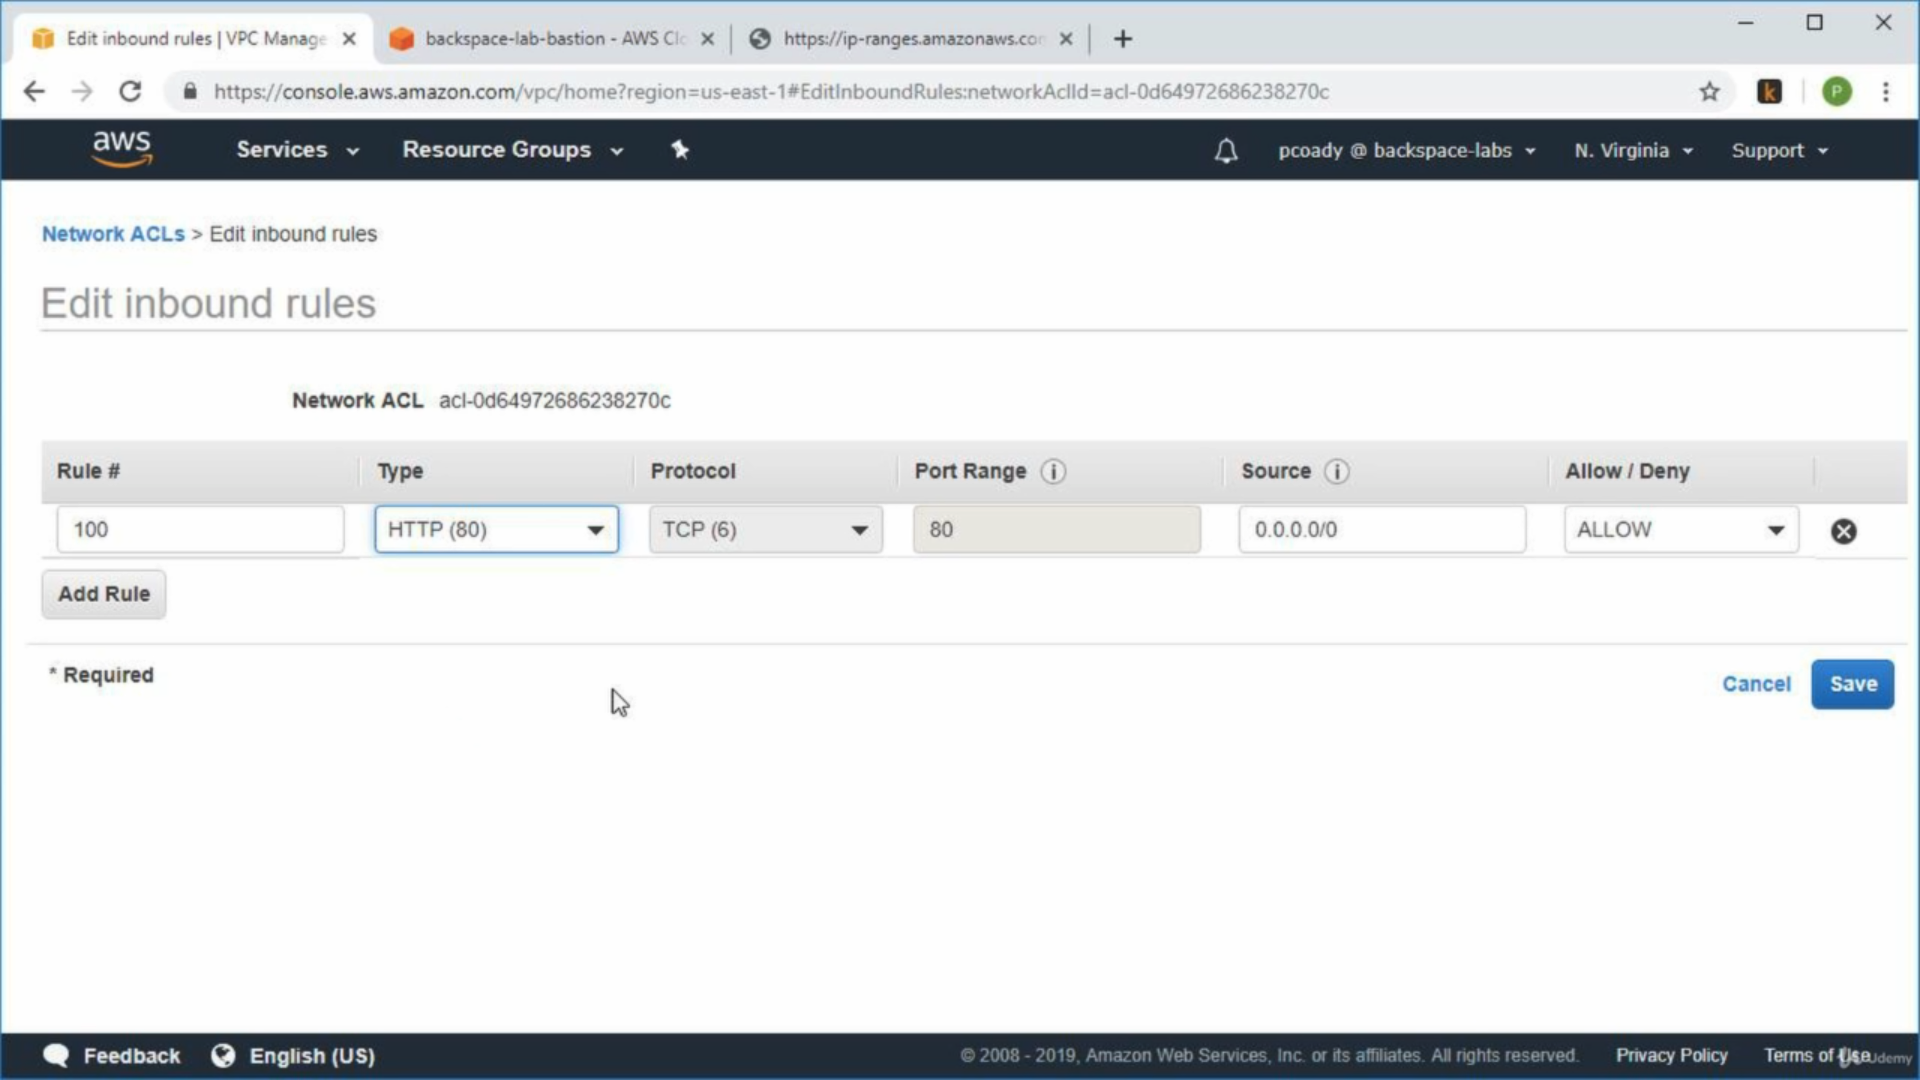 Edit inbound rules | VPC Manage
backspace-lab-bastion - AWS Clo
https://ip-ranges.amazonaws.com
https://console.aws.amazon.com/vpc/home?region=us-east-1#EditInboundRules:networkAclId=acl-0d64972686238270c
k
P
aws
Services
Resource Groups
pcoady @ backspace-labs
N. Virginia
Support
Network ACLs > Edit inbound rules
Edit inbound rules
Network ACL acl-0d64972686238270c
Rule # Type Protocol Port Range i Source i Allow / Deny
100 HTTP (80) TCP (6) 80 0.0.0.0/0 ALLOW
Add Rule
* Required
Cancel
Save
Feedback
English (US)
© 2008 - 2019, Amazon Web Services, Inc. or its affiliates. All rights reserved.
Privacy Policy
Terms of Use
Udemy